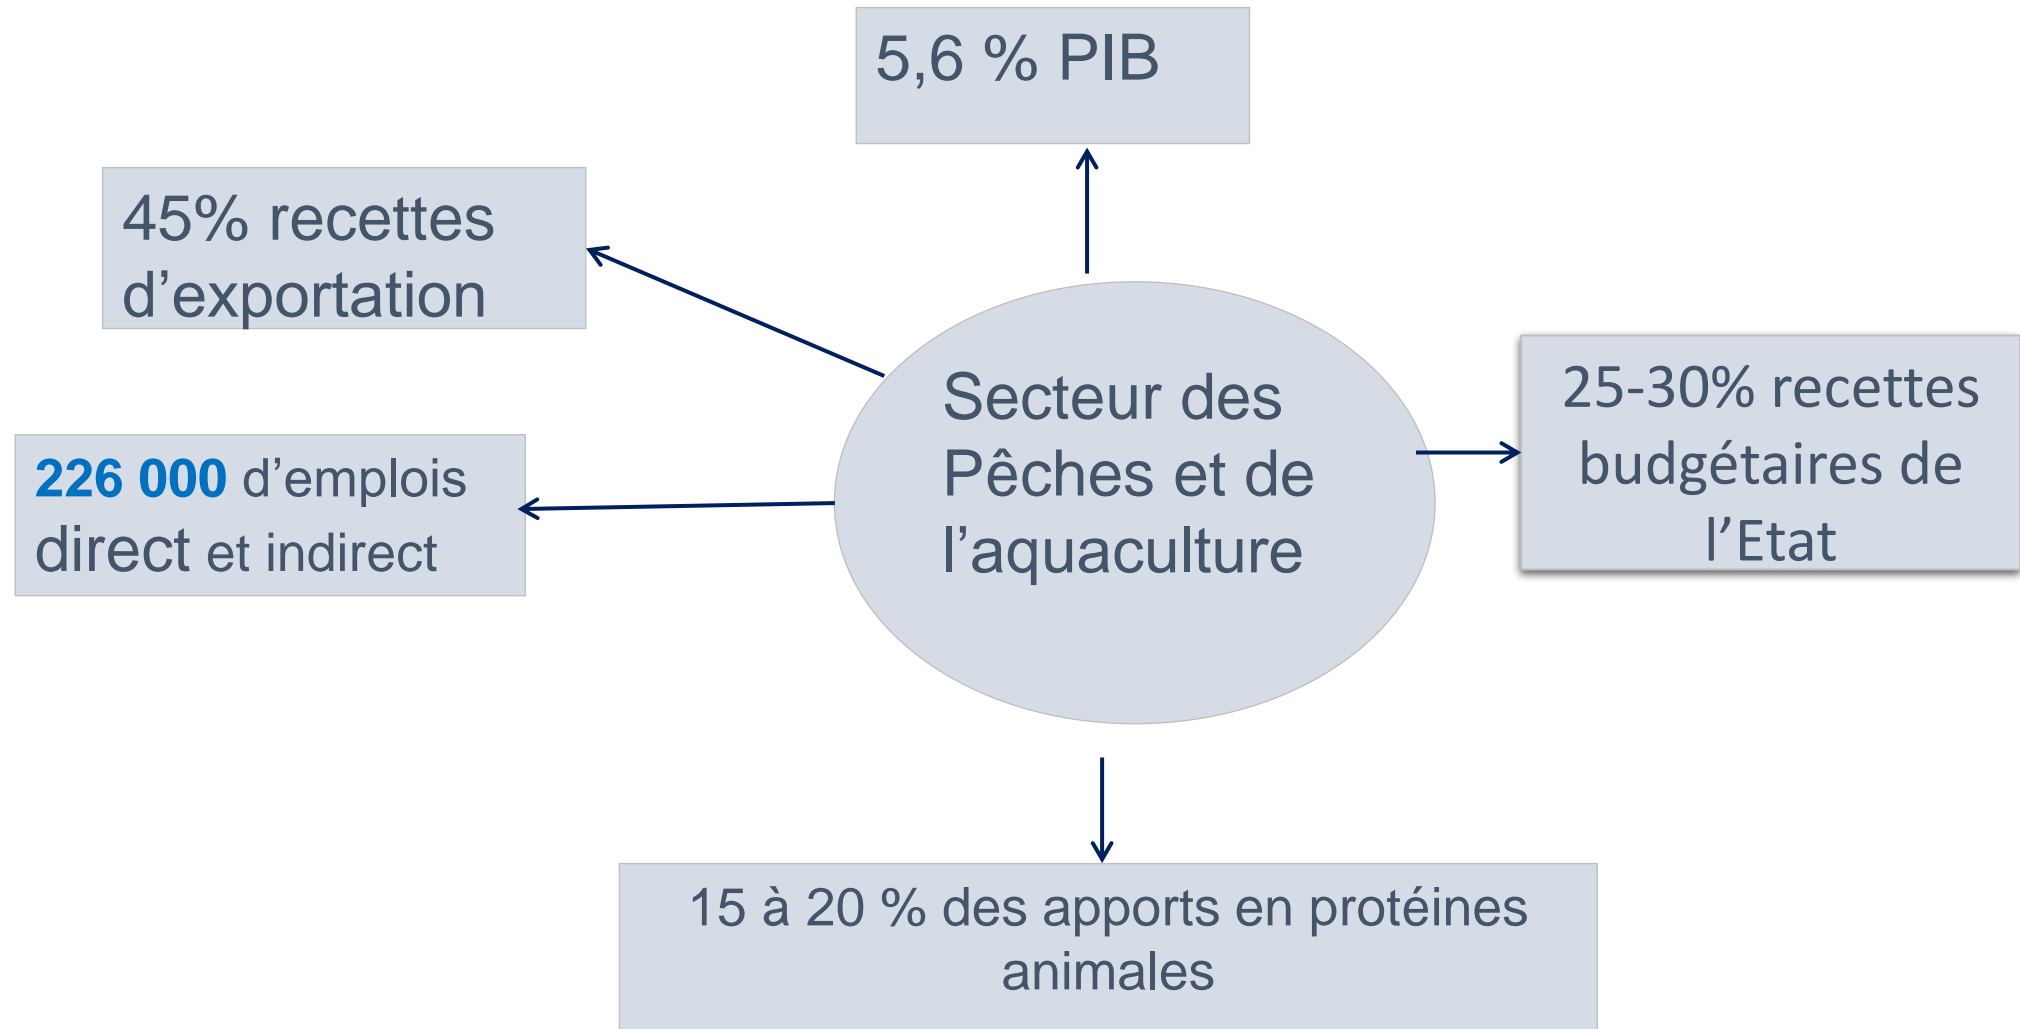 5,6 % PIB
45% recettes
d’exportation
Secteur des
Pêches et de
l’aquaculture
25-30% recettes
budgétaires de
l’Etat
226 000 d’emplois
direct et indirect
15 à 20 % des apports en protéines
animales